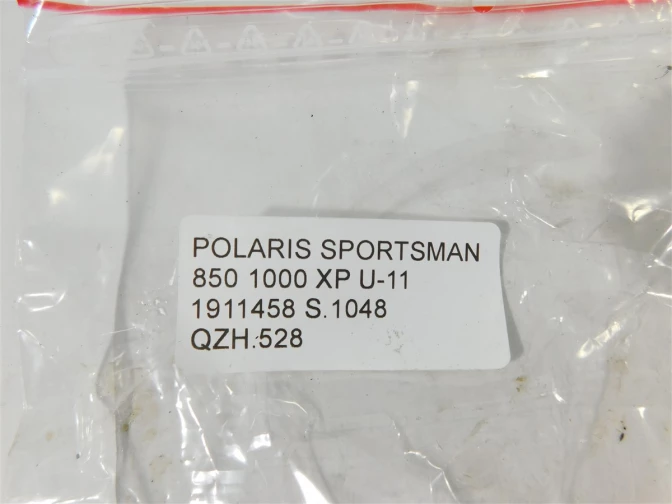 POLARIS SPORTSMAN
850 1000 XP U-11
1911458 S.1048
QZH:528